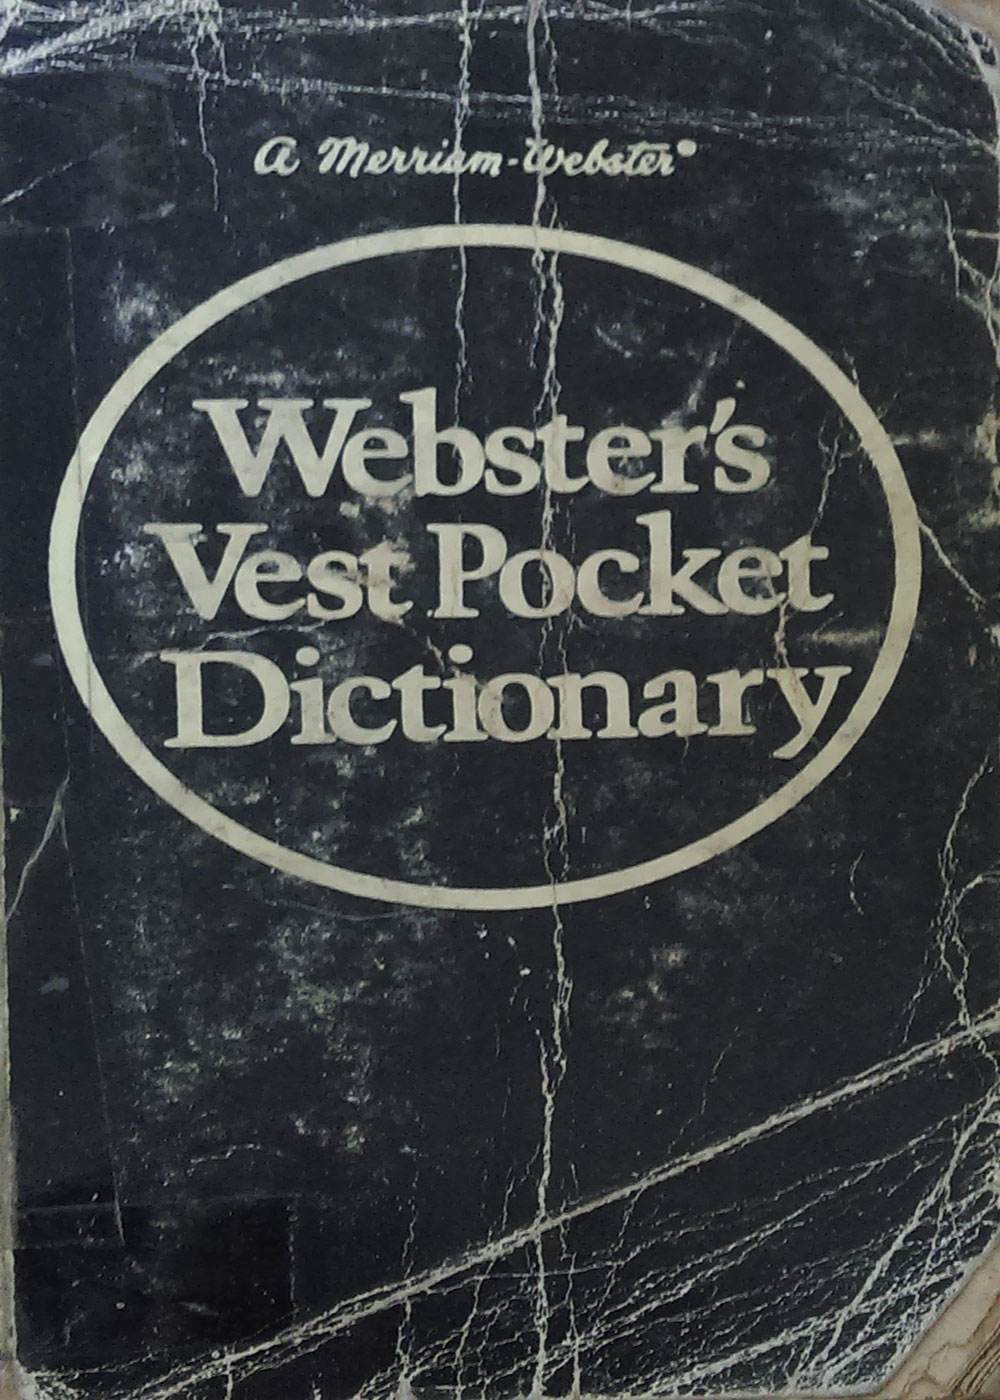 A Merriam-Webster®
Webster's
Vest Pocket
Dictionary